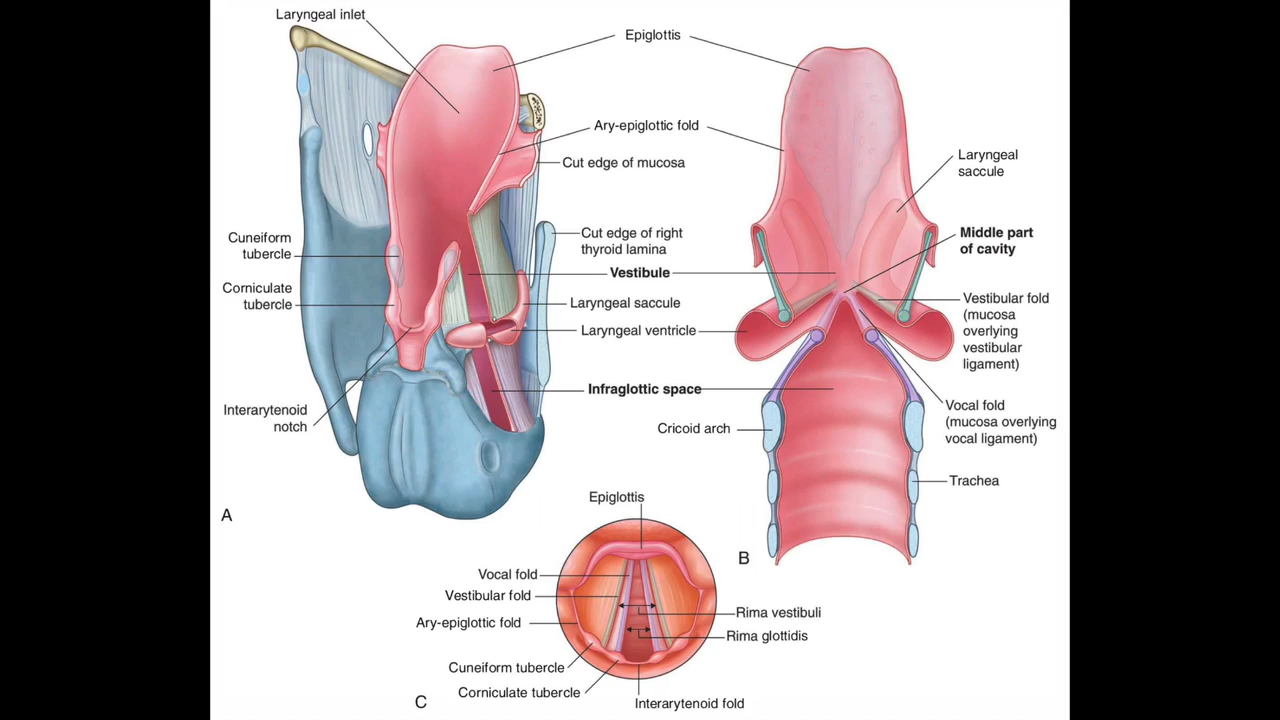 Laryngeal inlet
Epiglottis
Ary-epiglottic fold
Cut edge of mucosa
Laryngeal
saccule
Cuneiform
tubercle
Cut edge of right
thyroid lamina
Middle part
of cavity
Vestibule
Corniculate
tubercle
Laryngeal saccule
Vestibular fold
(mucosa
overlying
vestibular
ligament)
Laryngeal ventricle
Infraglottic space
Interarytenoid
notch
Cricoid arch
Vocal fold
(mucosa overlying
vocal ligament)
Trachea
A
B
Epiglottis
Vocal fold
Vestibular fold
Ary-epiglottic fold
Rima vestibuli
Rima glottidis
Cuneiform tubercle
Corniculate tubercle
Interarytenoid fold
C